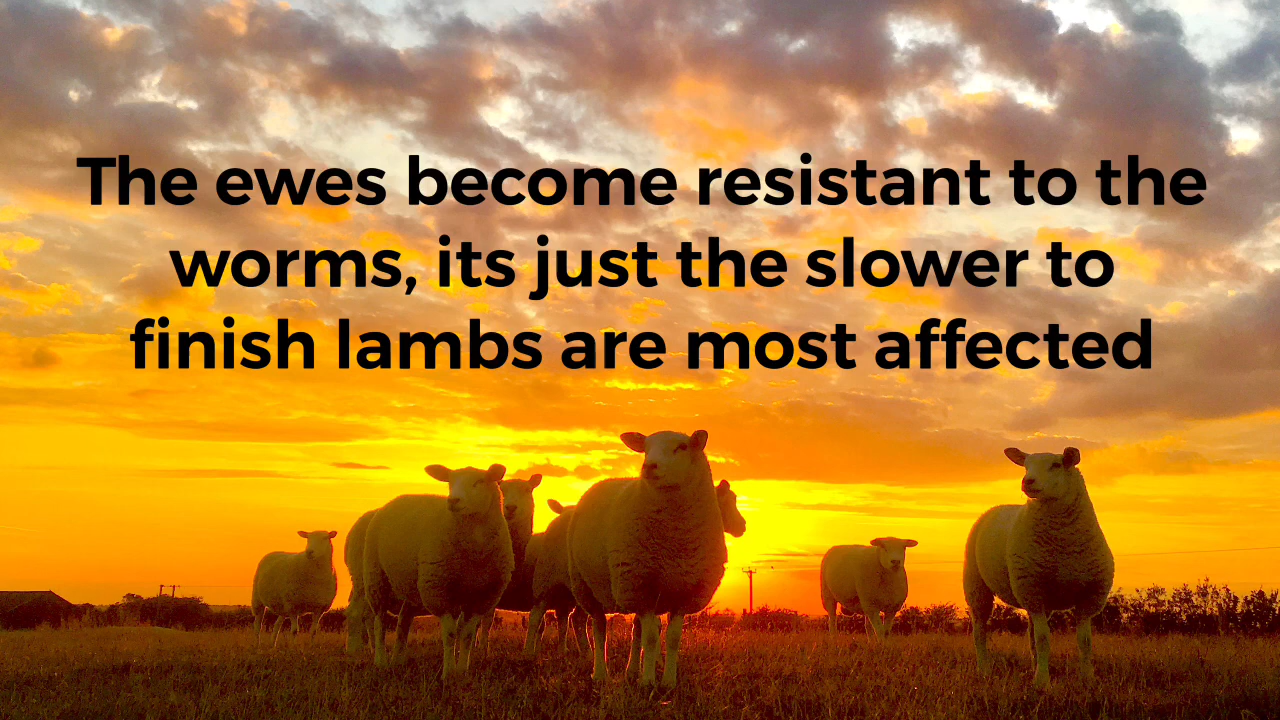 The ewes become resistant to the
worms, its just the slower to
finish lambs are most affected